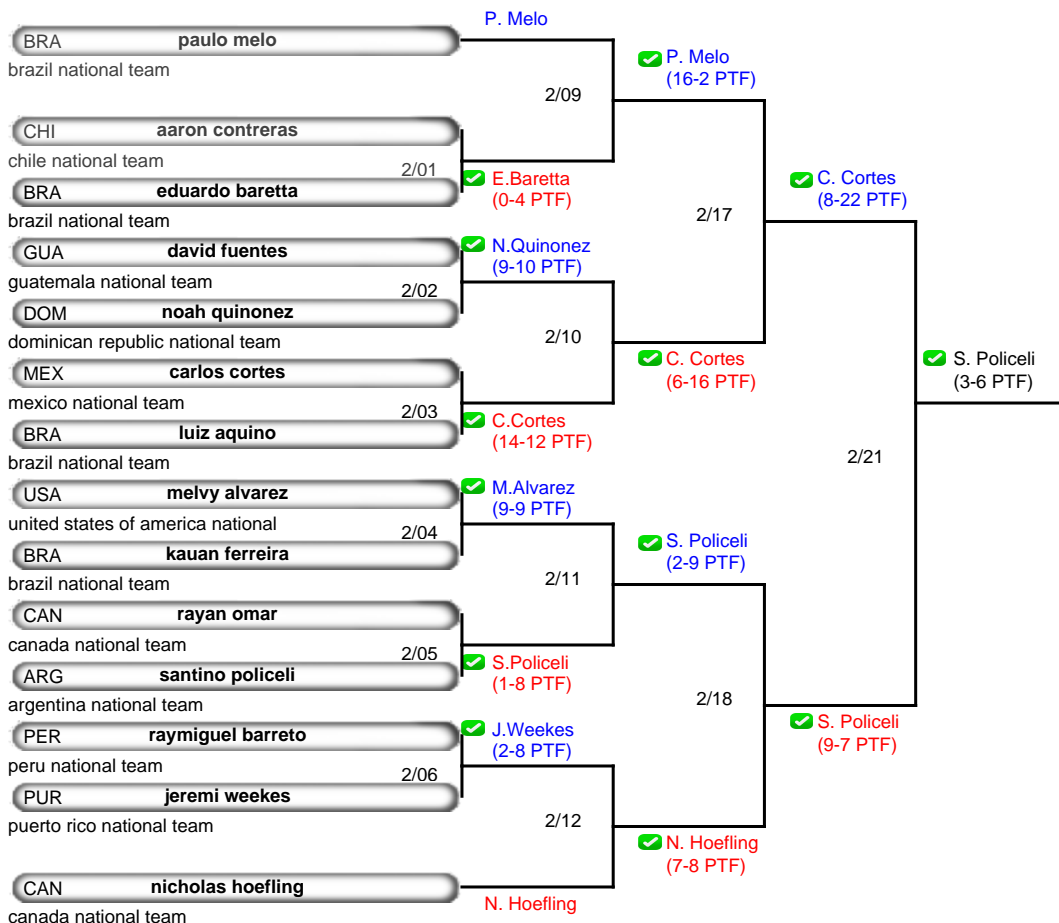 P. Melo
BRA paulo melo
brazil national team
P. Melo
(16-2 PTF)
2/09
CHI aaron contreras
chile national team
2/01
E.Baretta
(0-4 PTF)
BRA eduardo baretta
brazil national team
C. Cortes
(8-22 PTF)
2/17
GUA david fuentes
guatemala national team
N.Quinonez
(9-10 PTF)
2/02
DOM noah quinonez
dominican republic national team
2/10
MEX carlos cortes
mexico national team
C. Cortes
(6-16 PTF)
S. Policeli
(3-6 PTF)
2/03
C.Cortes
(14-12 PTF)
BRA luiz aquino
brazil national team
2/21
USA melvy alvarez
united states of america national
M.Alvarez
(9-9 PTF)
2/04
BRA kauan ferreira
brazil national team
S. Policeli
(2-9 PTF)
2/11
CAN rayan omar
canada national team
2/05
S.Policeli
(1-8 PTF)
ARG santino policeli
argentina national team
2/18
S. Policeli
(9-7 PTF)
PER raymiguel barreto
peru national team
J.Weekes
(2-8 PTF)
2/06
PUR jeremi weekes
puerto rico national team
2/12
N. Hoefling
(7-8 PTF)
CAN nicholas hoefling
canada national team
N. Hoefling